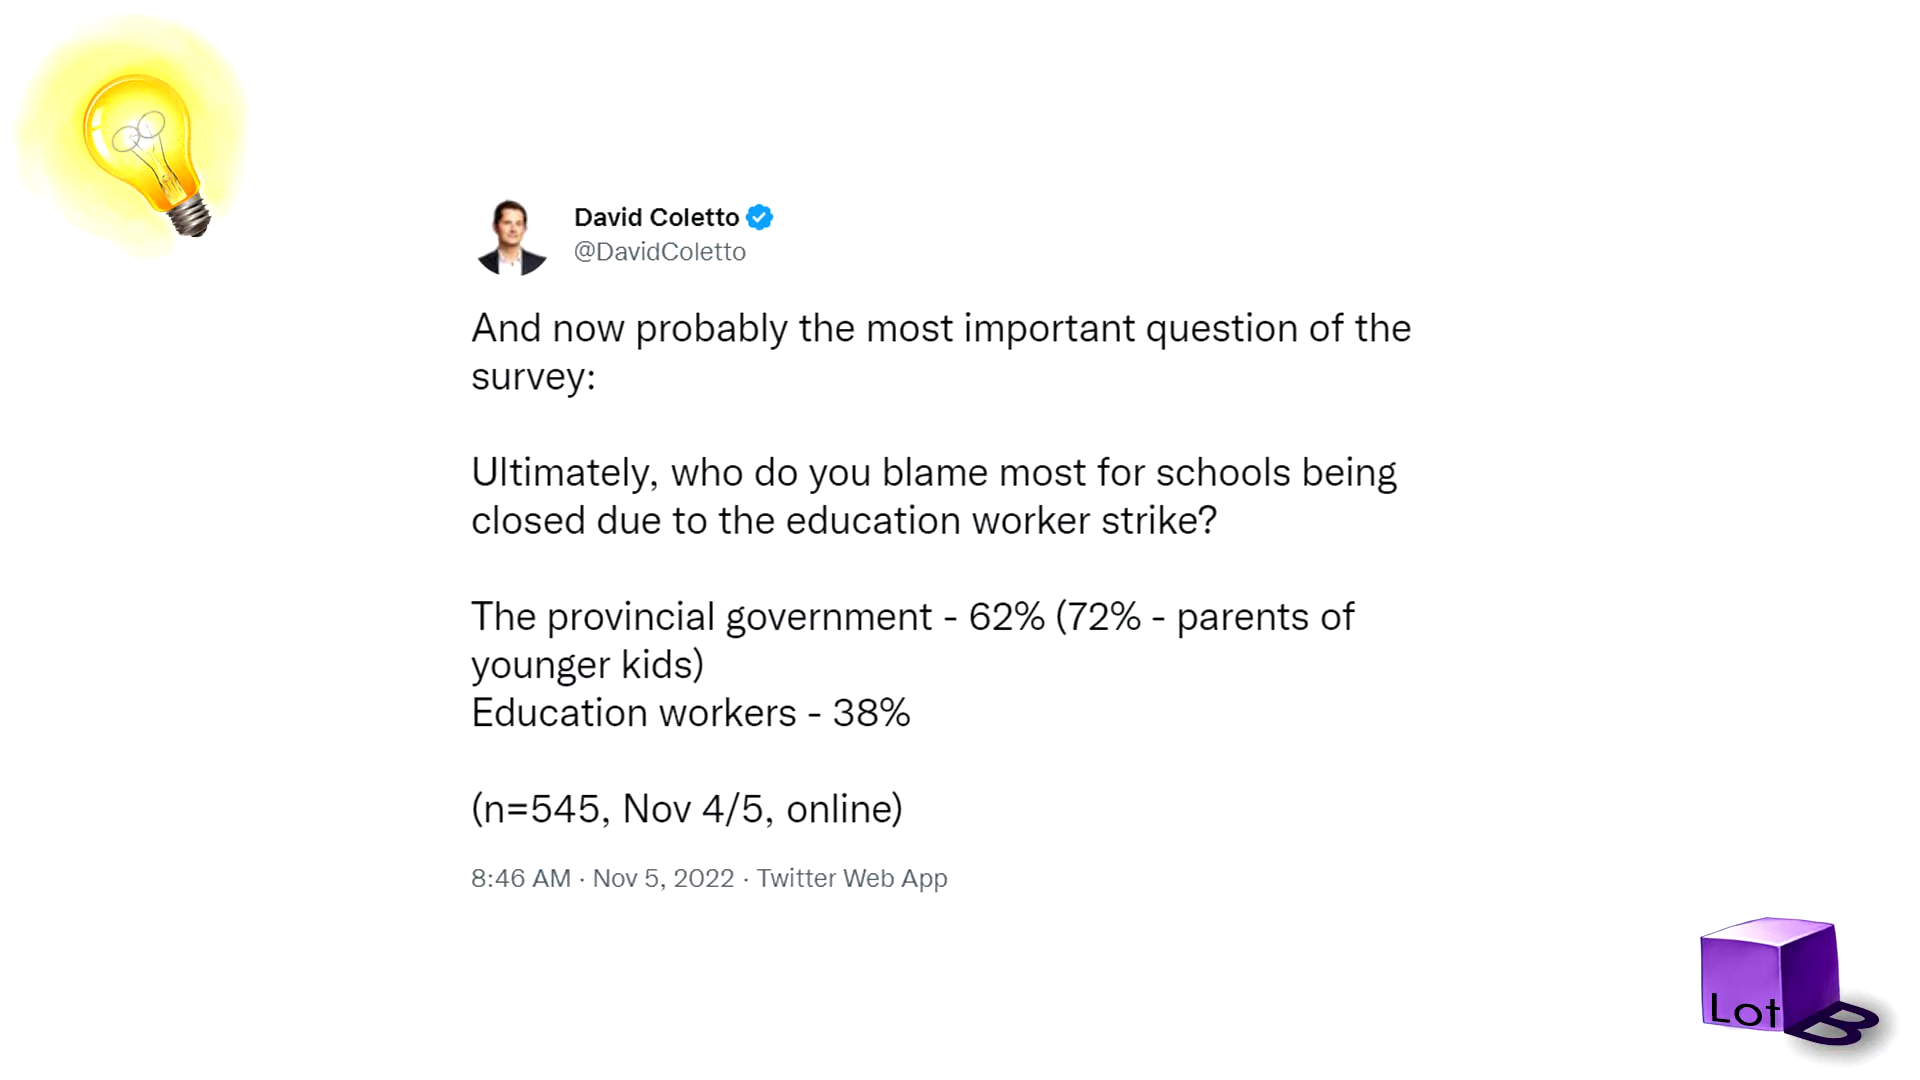 David Coletto
@DavidColetto
And now probably the most important question of the
survey:
Ultimately, who do you blame most for schools being
closed due to the education worker strike?
The provincial government - 62% (72% - parents of
younger kids)
Education workers - 38%
(n=545, Nov 4/5, online)
8:46 AM · Nov 5, 2022 · Twitter Web App
Lot B